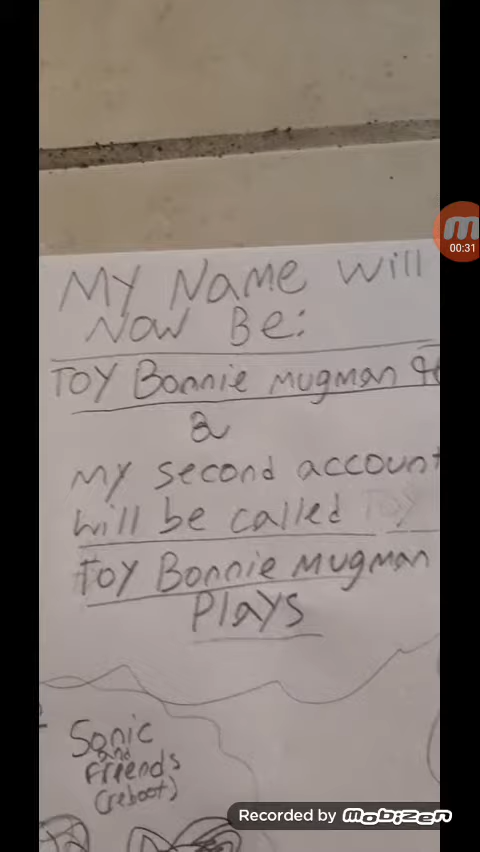 My Name will
Now Be:
Toy Bonnie mugman
&
My second account
will be called Toy
Toy Bonnie Mugman
Plays
Sonic
and
Friends
(reboot)
00:31
Recorded by mobizen